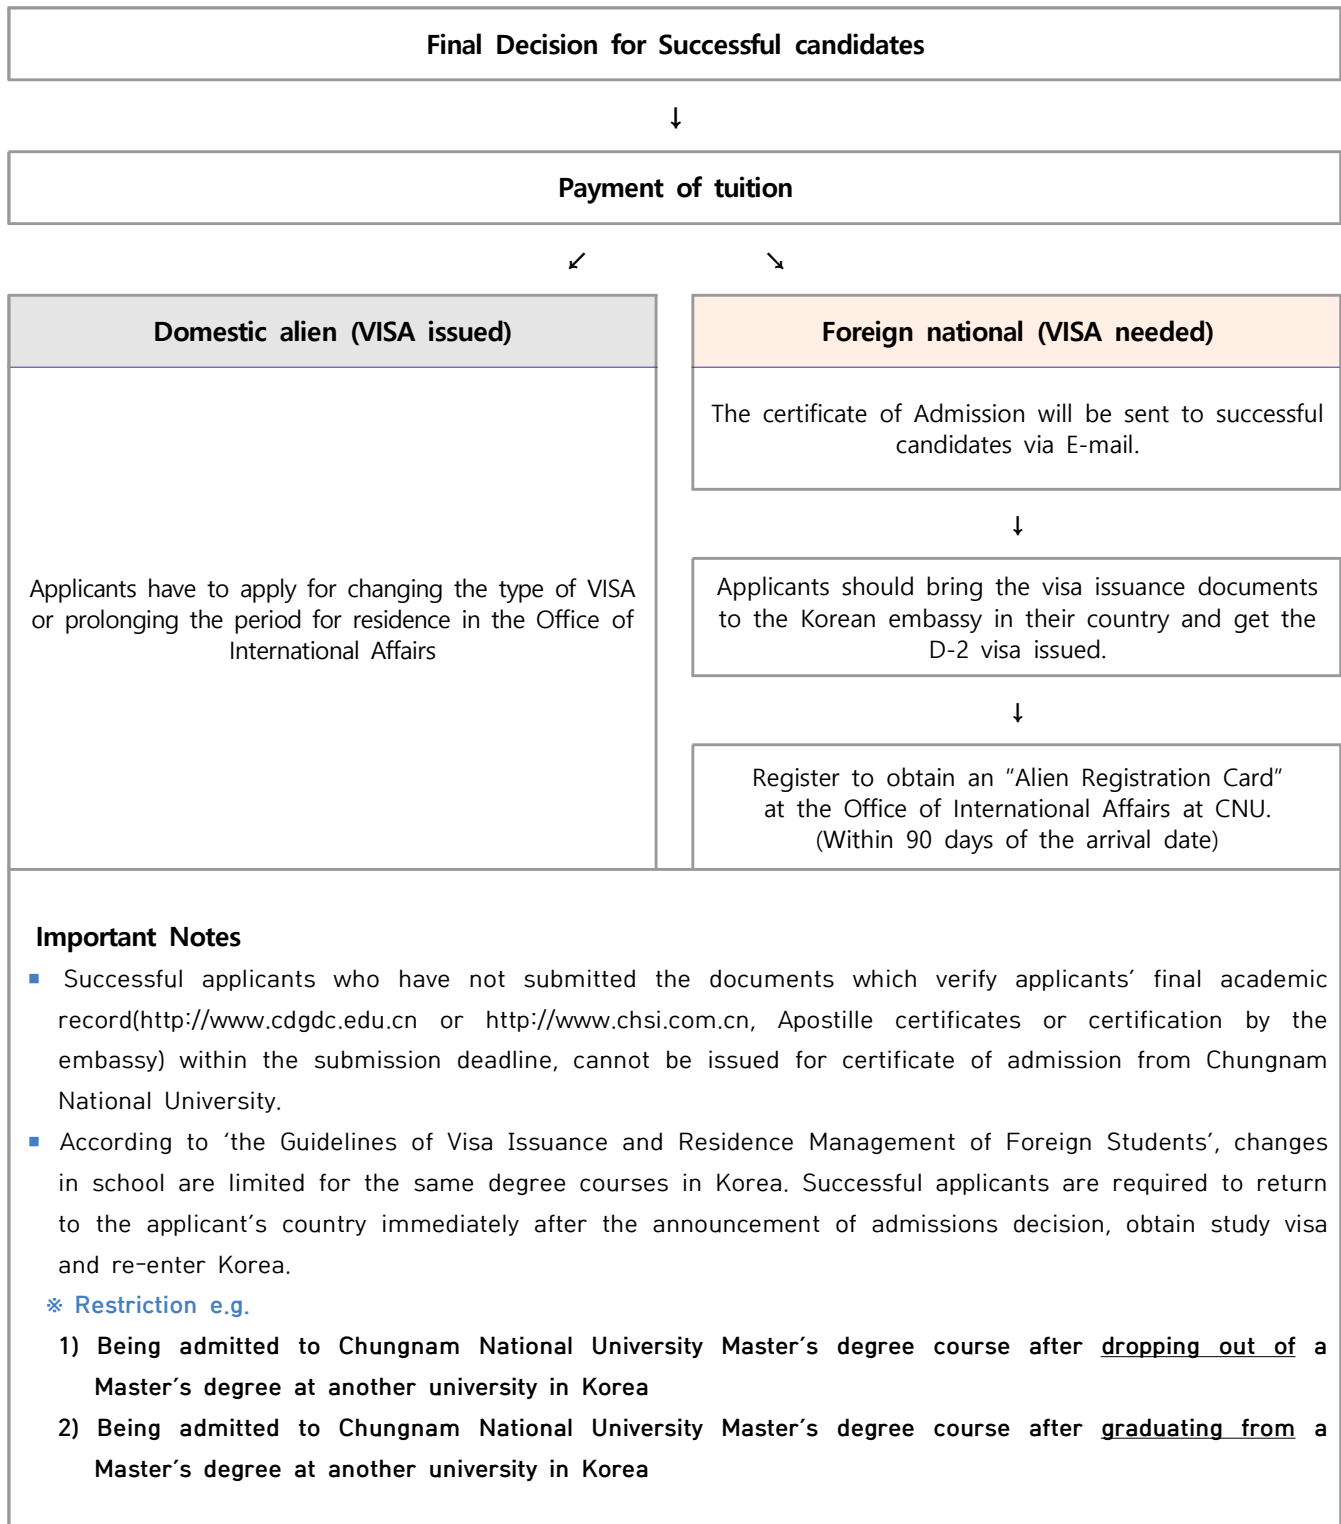 Final Decision for Successful candidates
↓
Payment of tuition
↙ ↘
Domestic alien (VISA issued)
Applicants have to apply for changing the type of VISA
or prolonging the period for residence in the Office of
International Affairs
Foreign national (VISA needed)
The certificate of Admission will be sent to successful
candidates via E-mail.
↓
Applicants should bring the visa issuance documents
to the Korean embassy in their country and get the
D-2 visa issued.
↓
Register to obtain an "Alien Registration Card"
at the Office of International Affairs at CNU.
(Within 90 days of the arrival date)
Important Notes
▪ Successful applicants who have not submitted the documents which verify applicants' final academic
record(http://www.cdgdc.edu.cn or http://www.chsi.com.cn, Apostille certificates or certification by the
embassy) within the submission deadline, cannot be issued for certificate of admission from Chungnam
National University.
▪ According to 'the Guidelines of Visa Issuance and Residence Management of Foreign Students', changes
in school are limited for the same degree courses in Korea. Successful applicants are required to return
to the applicant's country immediately after the announcement of admissions decision, obtain study visa
and re-enter Korea.
※ Restriction e.g.
1) Being admitted to Chungnam National University Master's degree course after dropping out of a
Master's degree at another university in Korea
2) Being admitted to Chungnam National University Master's degree course after graduating from a
Master's degree at another university in Korea